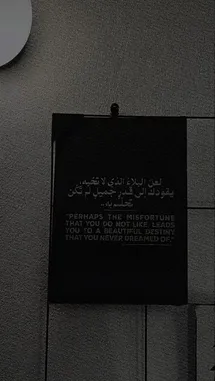 لعل البلاء الذي لا تحبه،
يقودك إلى قدرٍ جميلٍ لم تكن
تحلم به..
"PERHAPS THE MISFORTUNE
THAT YOU DO NOT LIKE, LEADS
YOU TO A BEAUTIFUL DESTINY
THAT YOU NEVER DREAMED OF."